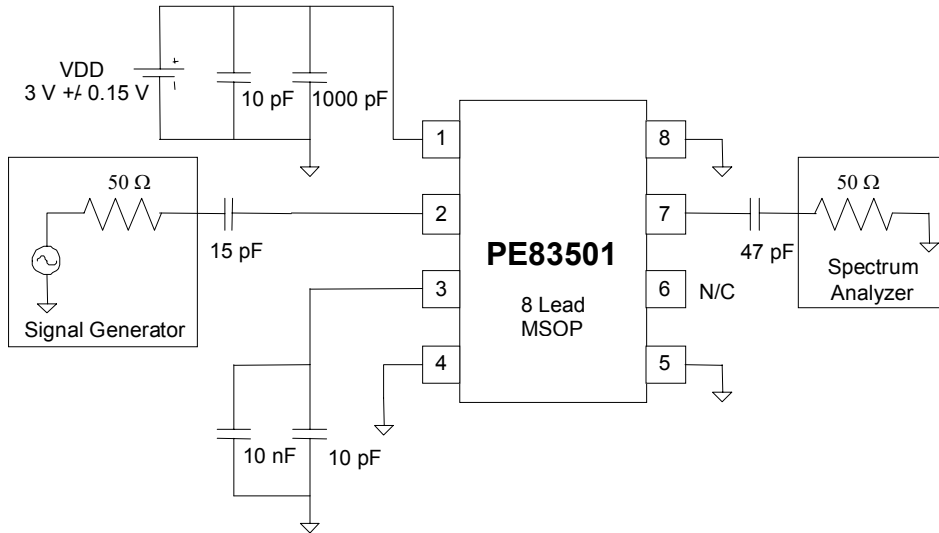 VDD
3 V +/- 0.15 V
10 pF
1000 pF
1
8
50 Ω
15 pF
Signal Generator
2
7
PE83501
8 Lead
MSOP
47 pF
50 Ω
Spectrum
Analyzer
3
6
N/C
4
5
10 nF
10 pF